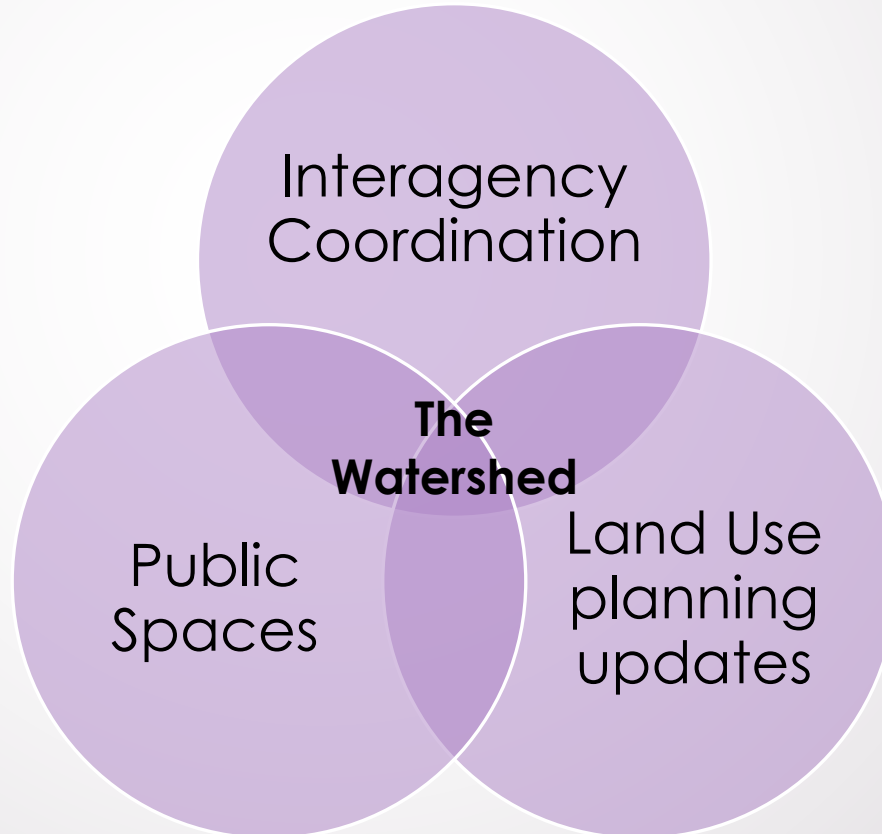 Interagency
Coordination
The
Watershed
Public
Spaces
Land Use
planning
updates